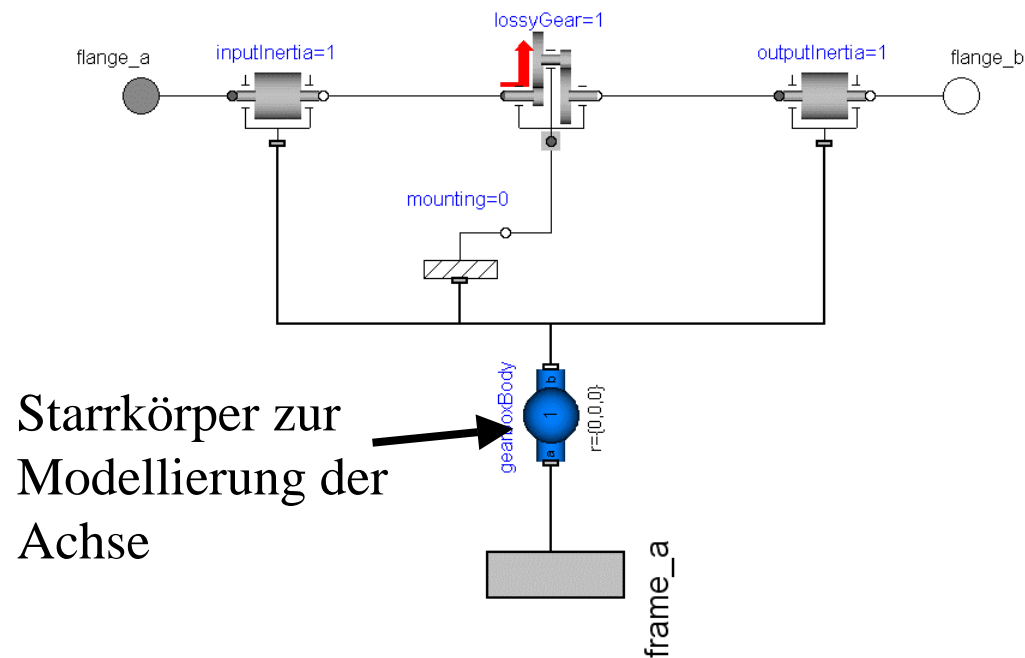 lossyGear=1
flange_a
inputInertia=1
outputInertia=1
flange_b
mounting=0
gearboxBody
b
1
a
r={0,0,0}
Starrkörper zur
Modellierung der
Achse
frame_a